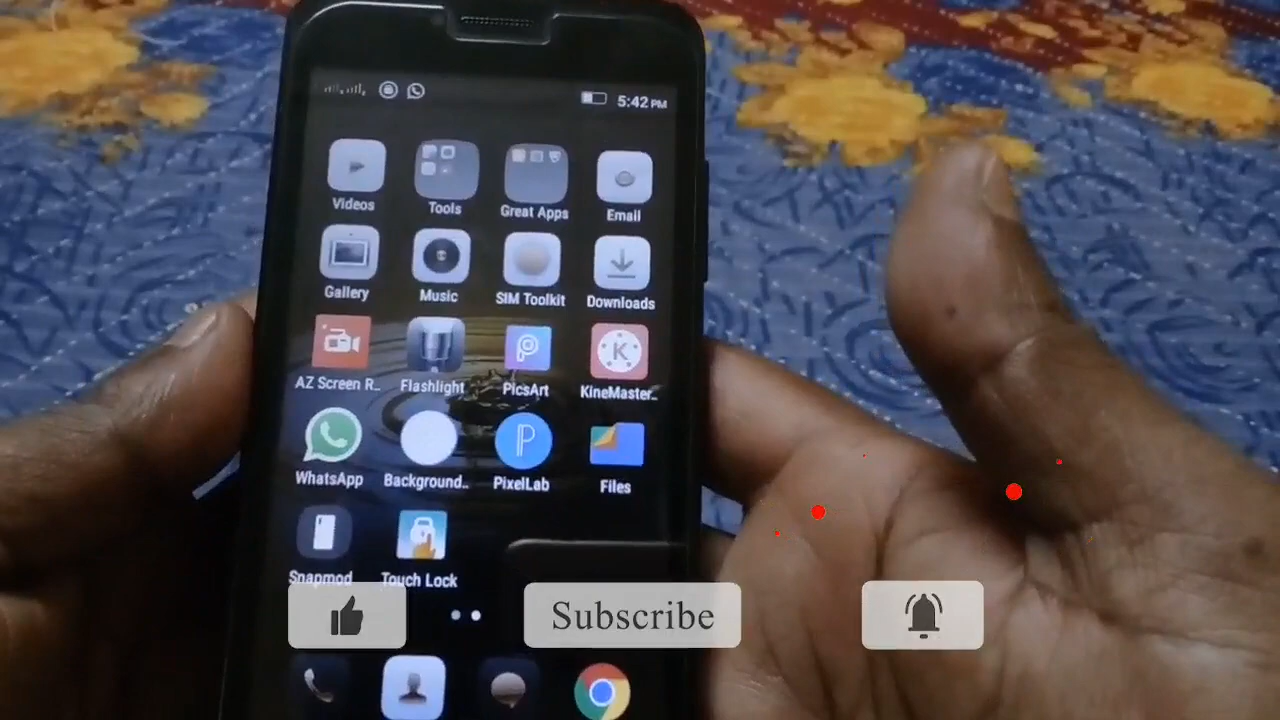 5:42 PM
Videos
Tools
Great Apps
Email
Gallery
Music
SIM Toolkit
Downloads
AZ Screen R..
Flashlight
PicsArt
KineMaster..
WhatsApp
Background..
PixelLab
Files
Snapmod
Touch Lock
Subscribe